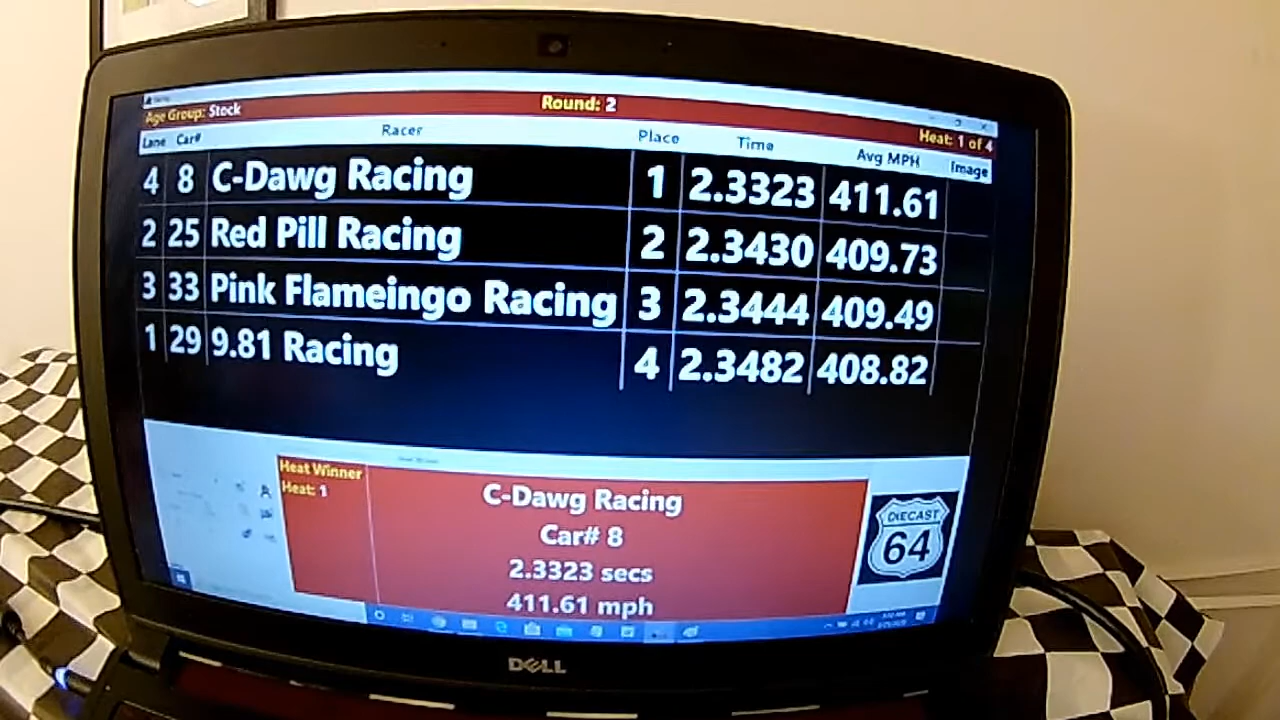 Age Group: Stock Round: 2 Heat: 1 of 4
Lane Car# Racer Place Time Avg MPH Image
4 8 C-Dawg Racing 1 2.3323 411.61
2 25 Red Pill Racing 2 2.3430 409.73
3 33 Pink Flameingo Racing 3 2.3444 409.49
1 29 9.81 Racing 4 2.3482 408.82
Heat Winner
Heat: 1
C-Dawg Racing
Car# 8
2.3323 secs
411.61 mph
DIECAST
64
DELL